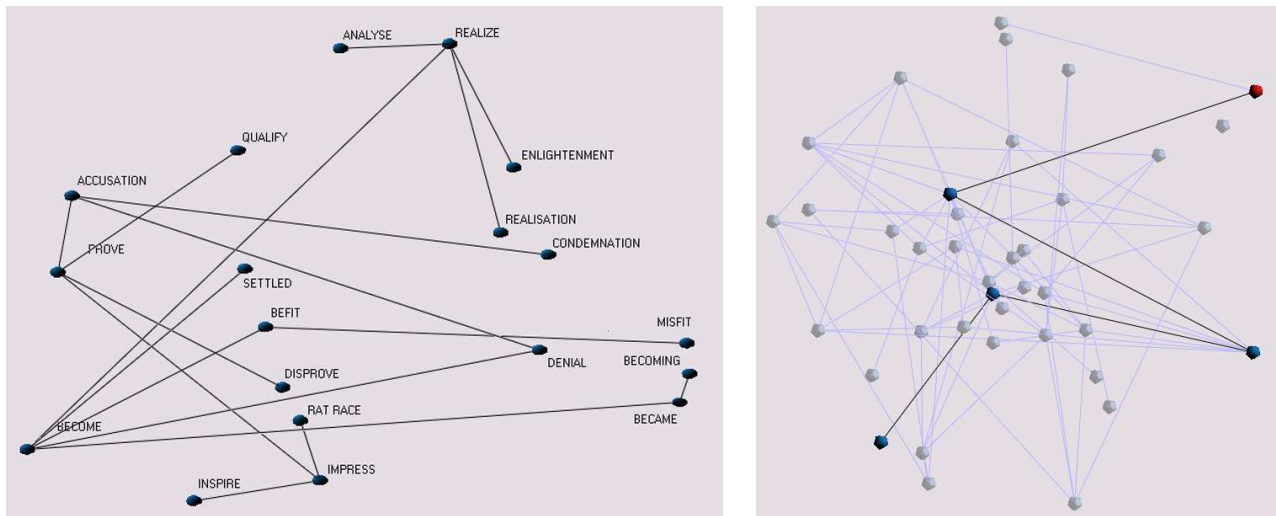 ANALYSE
REALIZE
QUALIFY
ENLIGHTENMENT
ACCUSATION
REALISATION
CONDEMNATION
PROVE
SETTLED
BEFIT
MISFIT
BECOMING
DENIAL
DISPROVE
RAT RACE
BECAME
BECOME
IMPRESS
INSPIRE